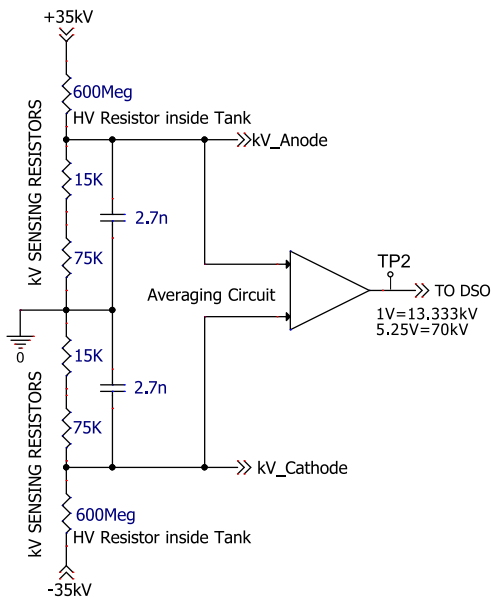 +35kV
600Meg
HV Resistor inside Tank
kV SENSING RESISTORS
kV_Anode
15K
2.7n
75K
Averaging Circuit
TP2
TO DSO
1V=13.333kV
5.25V=70kV
0
kV SENSING RESISTORS
15K
2.7n
75K
kV_Cathode
600Meg
HV Resistor inside Tank
-35kV